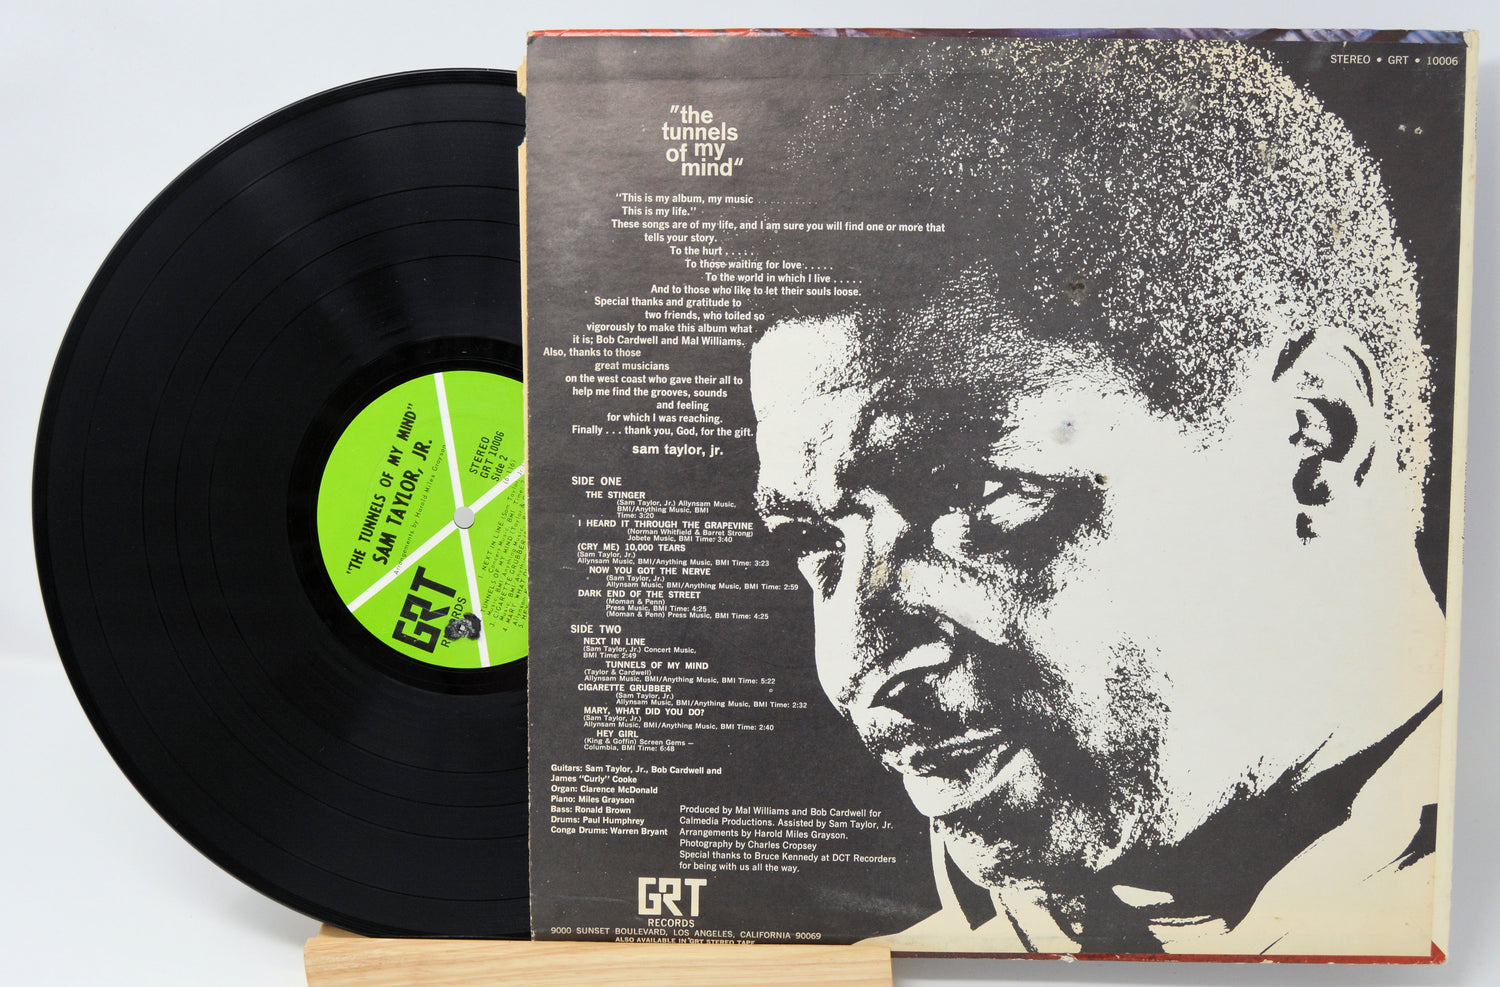 STEREO • GRT • 10006
"the
tunnels
of my
mind“
"This is my album, my music . . . . . . . . . .
This is my life."
These songs are of my life, and I am sure you will find one or more that
tells your story.
To the hurt . . . . .
To those waiting for love . . . . .
To the world in which I live . . . . .
And to those who like to let their souls loose.
Special thanks and gratitude to
two friends, who toiled so
vigorously to make this album what
it is; Bob Cardwell and Mal Williams.
Also, thanks to those
great musicians
on the west coast who gave their all to
help me find the grooves, sounds
and feeling
for which I was reaching.
Finally . . . thank you, God, for the gift.
sam taylor, jr.
SIDE ONE
THE STINGER
(Sam Taylor, Jr.) Allynsam Music,
BMI/Anything Music, BMI
Time: 3:20
I HEARD IT THROUGH THE GRAPEVINE
(Norman Whitfield & Barret Strong)
Jobete Music, BMI Time: 3:40
(CRY ME) 10,000 TEARS
(Sam Taylor, Jr.)
Allynsam Music, BMI/Anything Music, BMI Time: 3:23
NOW YOU GOT THE NERVE
(Sam Taylor, Jr.)
Allynsam Music, BMI/Anything Music, BMI Time: 2:59
DARK END OF THE STREET
(Moman & Penn)
Press Music, BMI Time: 4:25
(Moman & Penn) Press Music, BMI Time: 4:25
SIDE TWO
NEXT IN LINE
(Sam Taylor, Jr.) Concert Music,
BMI Time: 2:49
TUNNELS OF MY MIND
(Taylor & Cardwell)
Allynsam Music, BMI/Anything Music, BMI Time: 5:22
CIGARETTE GRUBBER
(Sam Taylor, Jr.)
Allynsam Music, BMI/Anything Music, BMI Time: 2:32
MARY, WHAT DID YOU DO?
(Sam Taylor, Jr.)
Allynsam Music, BMI/Anything Music, BMI Time: 2:40
HEY GIRL
(King & Goffin) Screen Gems —
Columbia, BMI Time: 6:48
Guitars: Sam Taylor, Jr., Bob Cardwell and
James "Curly" Cooke
Organ: Clarence McDonald
Piano: Miles Grayson
Bass: Ronald Brown
Drums: Paul Humphrey
Conga Drums: Warren Bryant
Produced by Mal Williams and Bob Cardwell for
Calmedia Productions. Assisted by Sam Taylor, Jr.
Arrangements by Harold Miles Grayson.
Photography by Charles Cropsey
Special thanks to Bruce Kennedy at DCT Recorders
for being with us all the way.
GRT
RECORDS
9000 SUNSET BOULEVARD, LOS ANGELES, CALIFORNIA 90069
ALSO AVAILABLE IN GRT STEREO TAPE
"THE TUNNELS OF MY MIND"
SAM TAYLOR, JR.
Arrangements by Harold Miles Grayson
STEREO
GRT 10006
Side 2
1. NEXT IN LINE (Sam
3. CIGARETTE GRUBBER
4. MARY
GRT